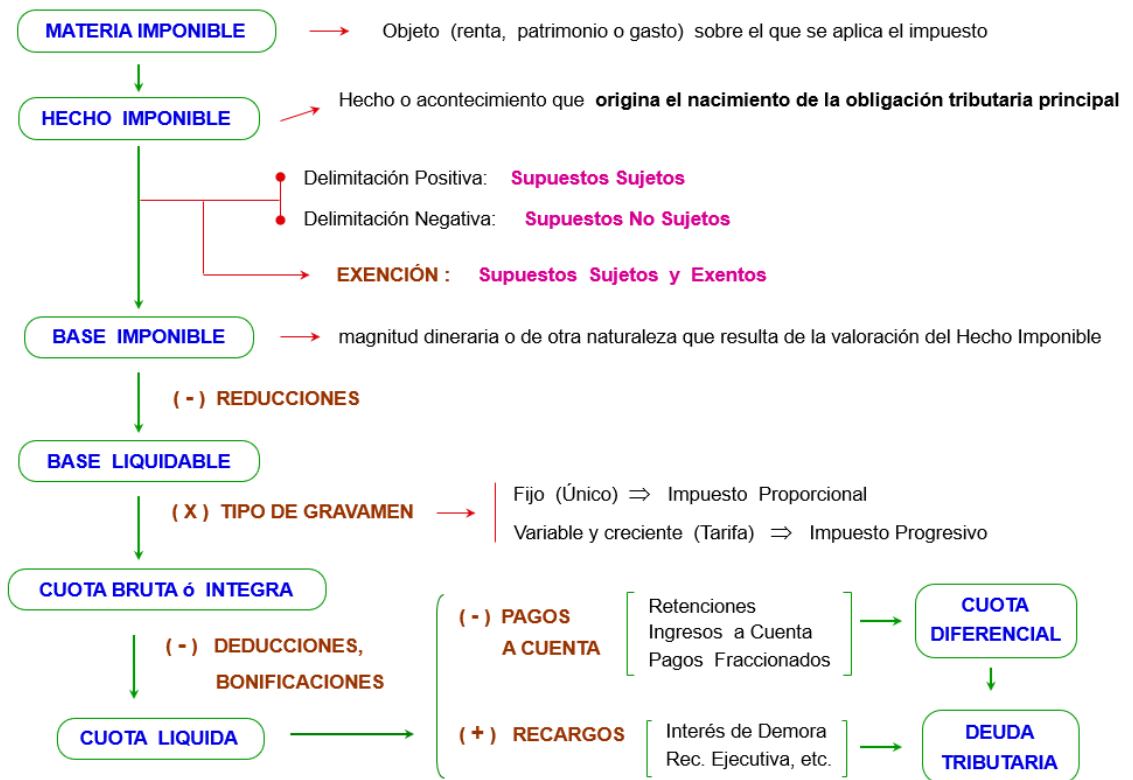 MATERIA IMPONIBLE
Objeto (renta, patrimonio o gasto) sobre el que se aplica el impuesto
HECHO IMPONIBLE
Hecho o acontecimiento que origina el nacimiento de la obligación tributaria principal
Delimitación Positiva: Supuestos Sujetos
Delimitación Negativa: Supuestos No Sujetos
EXENCIÓN : Supuestos Sujetos y Exentos
BASE IMPONIBLE
magnitud dineraria o de otra naturaleza que resulta de la valoración del Hecho Imponible
( - ) REDUCCIONES
BASE LIQUIDABLE
( X ) TIPO DE GRAVAMEN
Fijo (Único) ⇒ Impuesto Proporcional
Variable y creciente (Tarifa) ⇒ Impuesto Progresivo
CUOTA BRUTA ó INTEGRA
( - ) DEDUCCIONES,
BONIFICACIONES
CUOTA LIQUIDA
( - ) PAGOS
A CUENTA
Retenciones
Ingresos a Cuenta
Pagos Fraccionados
CUOTA
DIFERENCIAL
( + ) RECARGOS
Interés de Demora
Rec. Ejecutiva, etc.
DEUDA
TRIBUTARIA